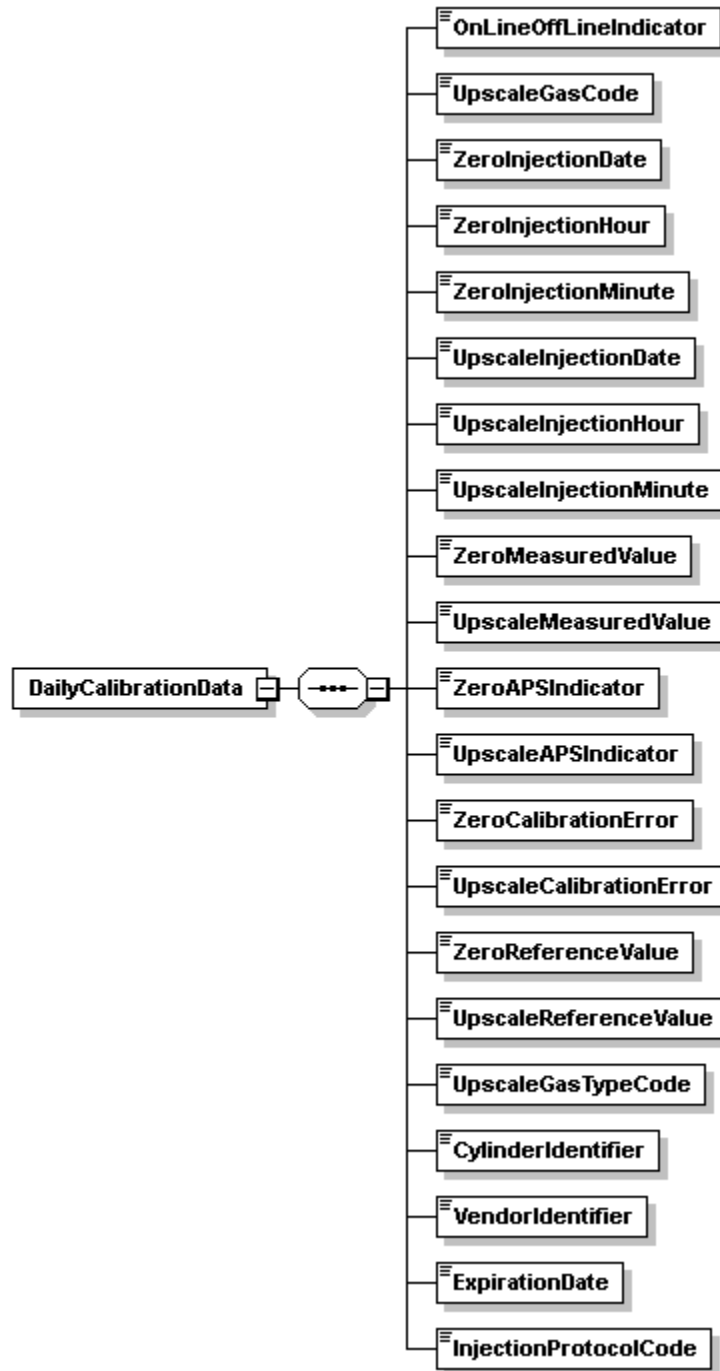 OnLineOffLineIndicator
UpscaleGasCode
ZeroInjectionDate
ZeroInjectionHour
ZeroInjectionMinute
UpscaleInjectionDate
UpscaleInjectionHour
UpscaleInjectionMinute
ZeroMeasuredValue
UpscaleMeasuredValue
DailyCalibrationData
ZeroAPSIndicator
UpscaleAPSIndicator
ZeroCalibrationError
UpscaleCalibrationError
ZeroReferenceValue
UpscaleReferenceValue
UpscaleGasTypeCode
CylinderIdentifier
VendorIdentifier
ExpirationDate
InjectionProtocolCode